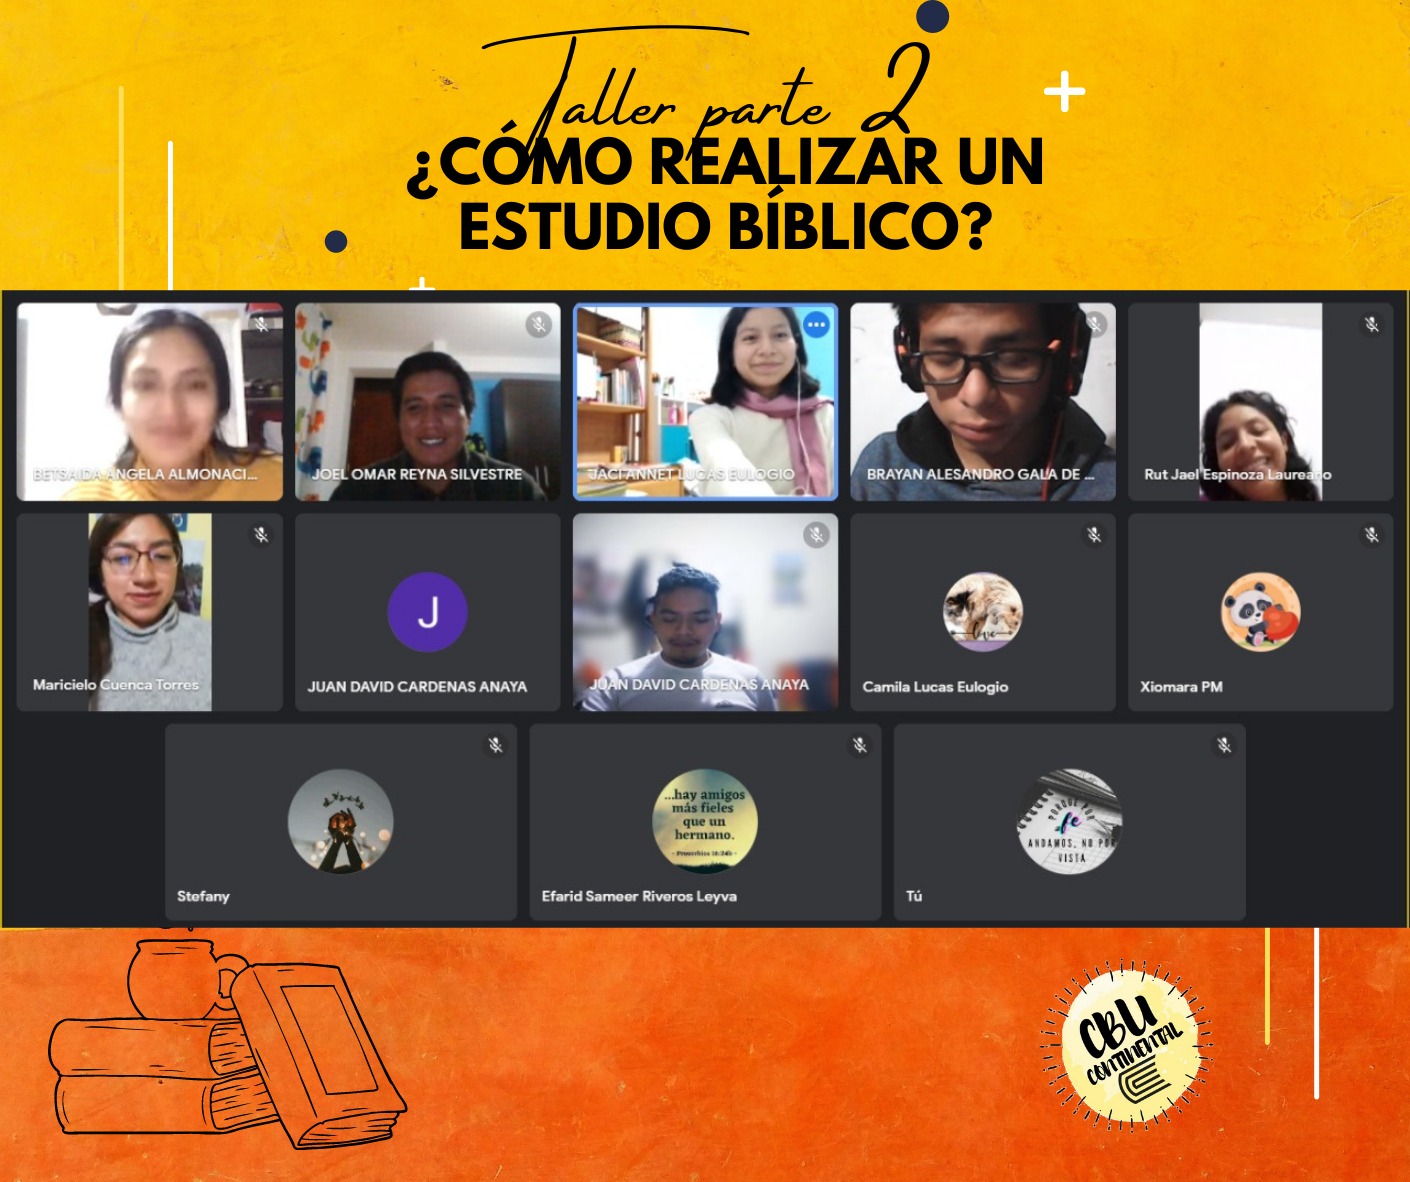 Taller parte 2
¿CÓMO REALIZAR UN
ESTUDIO BÍBLICO?
BETSAIDA ANGELA ALMONACI...
JOEL OMAR REYNA SILVESTRE
JACI ANNET LUCAS EULOGIO
BRAYAN ALESANDRO GALA DE ...
Rut Jael Espinoza Laureano
Maricielo Cuenca Torres
J
JUAN DAVID CARDENAS ANAYA
JUAN DAVID CARDENAS ANAYA
love
Camila Lucas Eulogio
Xiomara PM
Stefany
...hay amigos
más fieles
que un
hermano.
Efarid Sameer Riveros Leyva
PORQUE POR
fe
ANDAMOS, NO POR
VISTA
Tú
CBU
CONTINENTAL